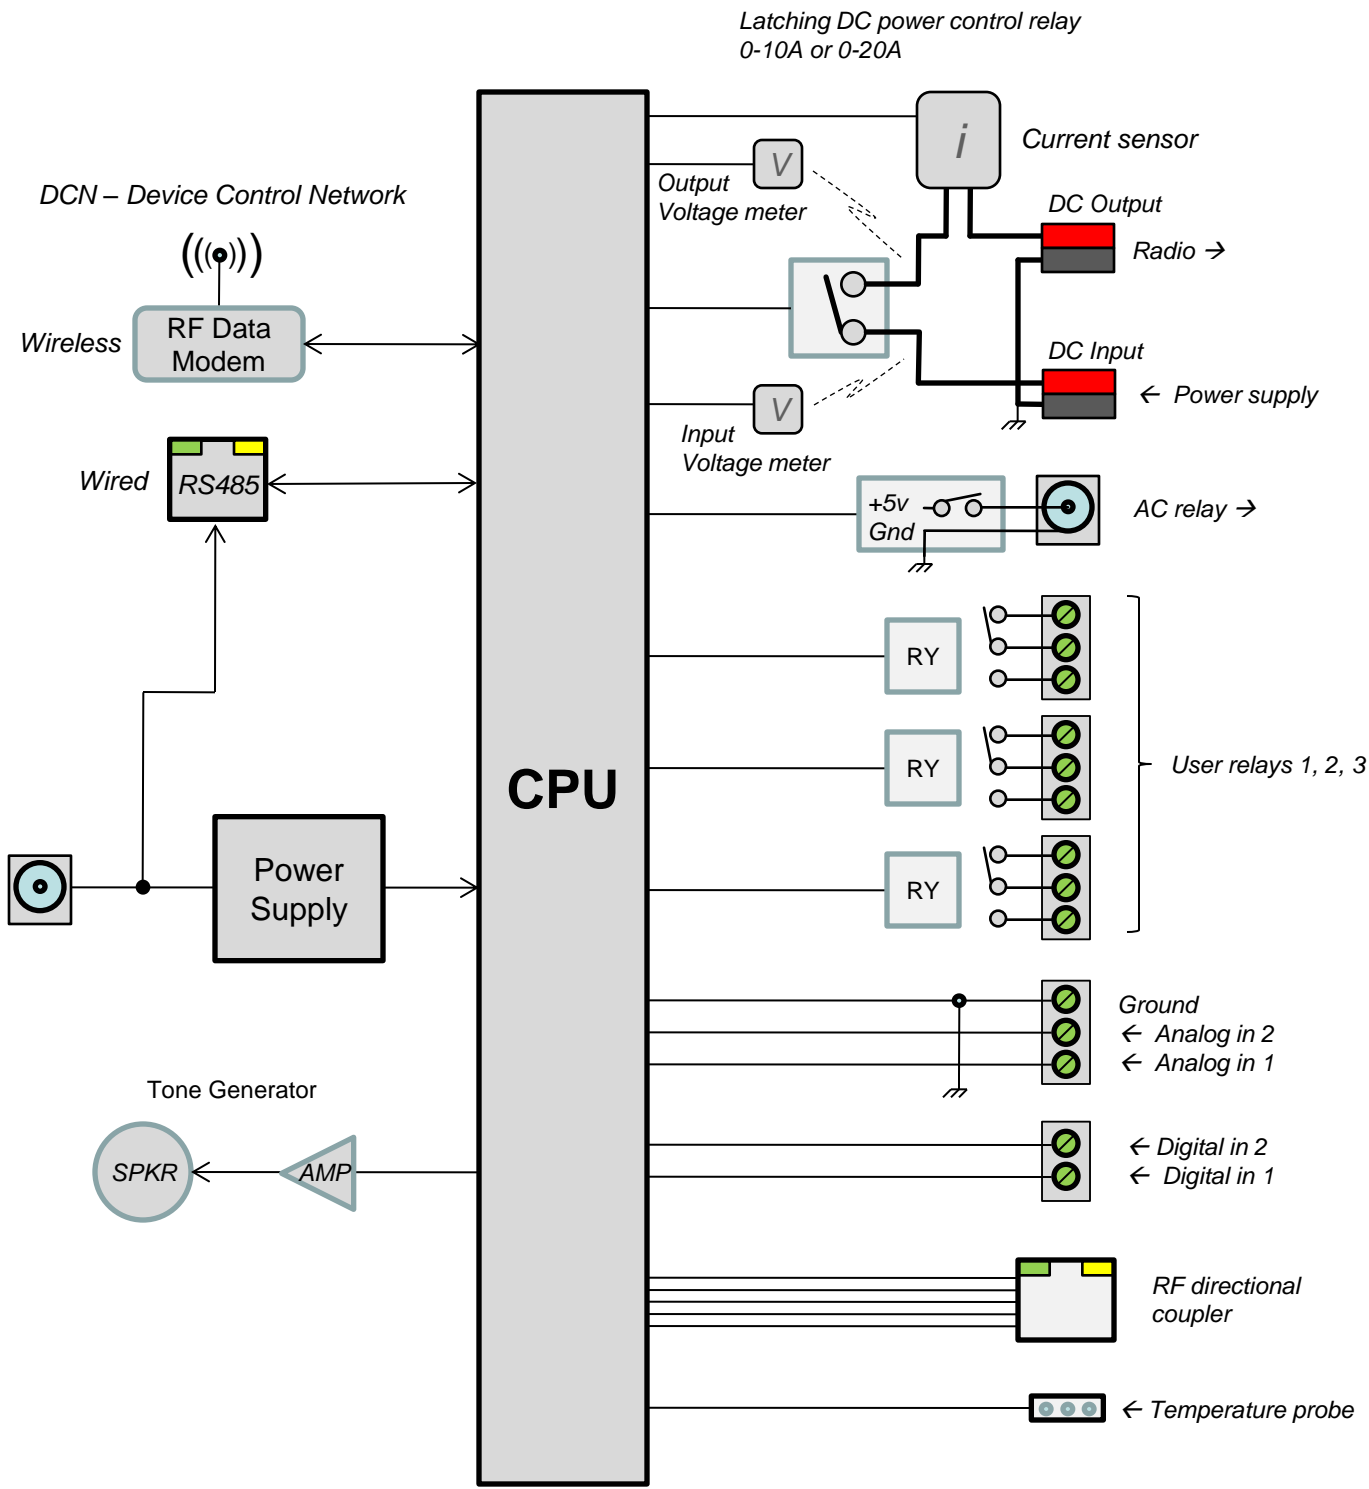 Latching DC power control relay
0-10A or 0-20A
i
Current sensor
V
Output
Voltage meter
DCN – Device Control Network
DC Output
Radio →
Wireless
RF Data
Modem
DC Input
← Power supply
V
Input
Voltage meter
Wired
RS485
+5v
Gnd
AC relay →
RY
RY
User relays 1, 2, 3
CPU
Power
Supply
RY
Ground
← Analog in 2
← Analog in 1
Tone Generator
SPKR
AMP
← Digital in 2
← Digital in 1
RF directional
coupler
← Temperature probe